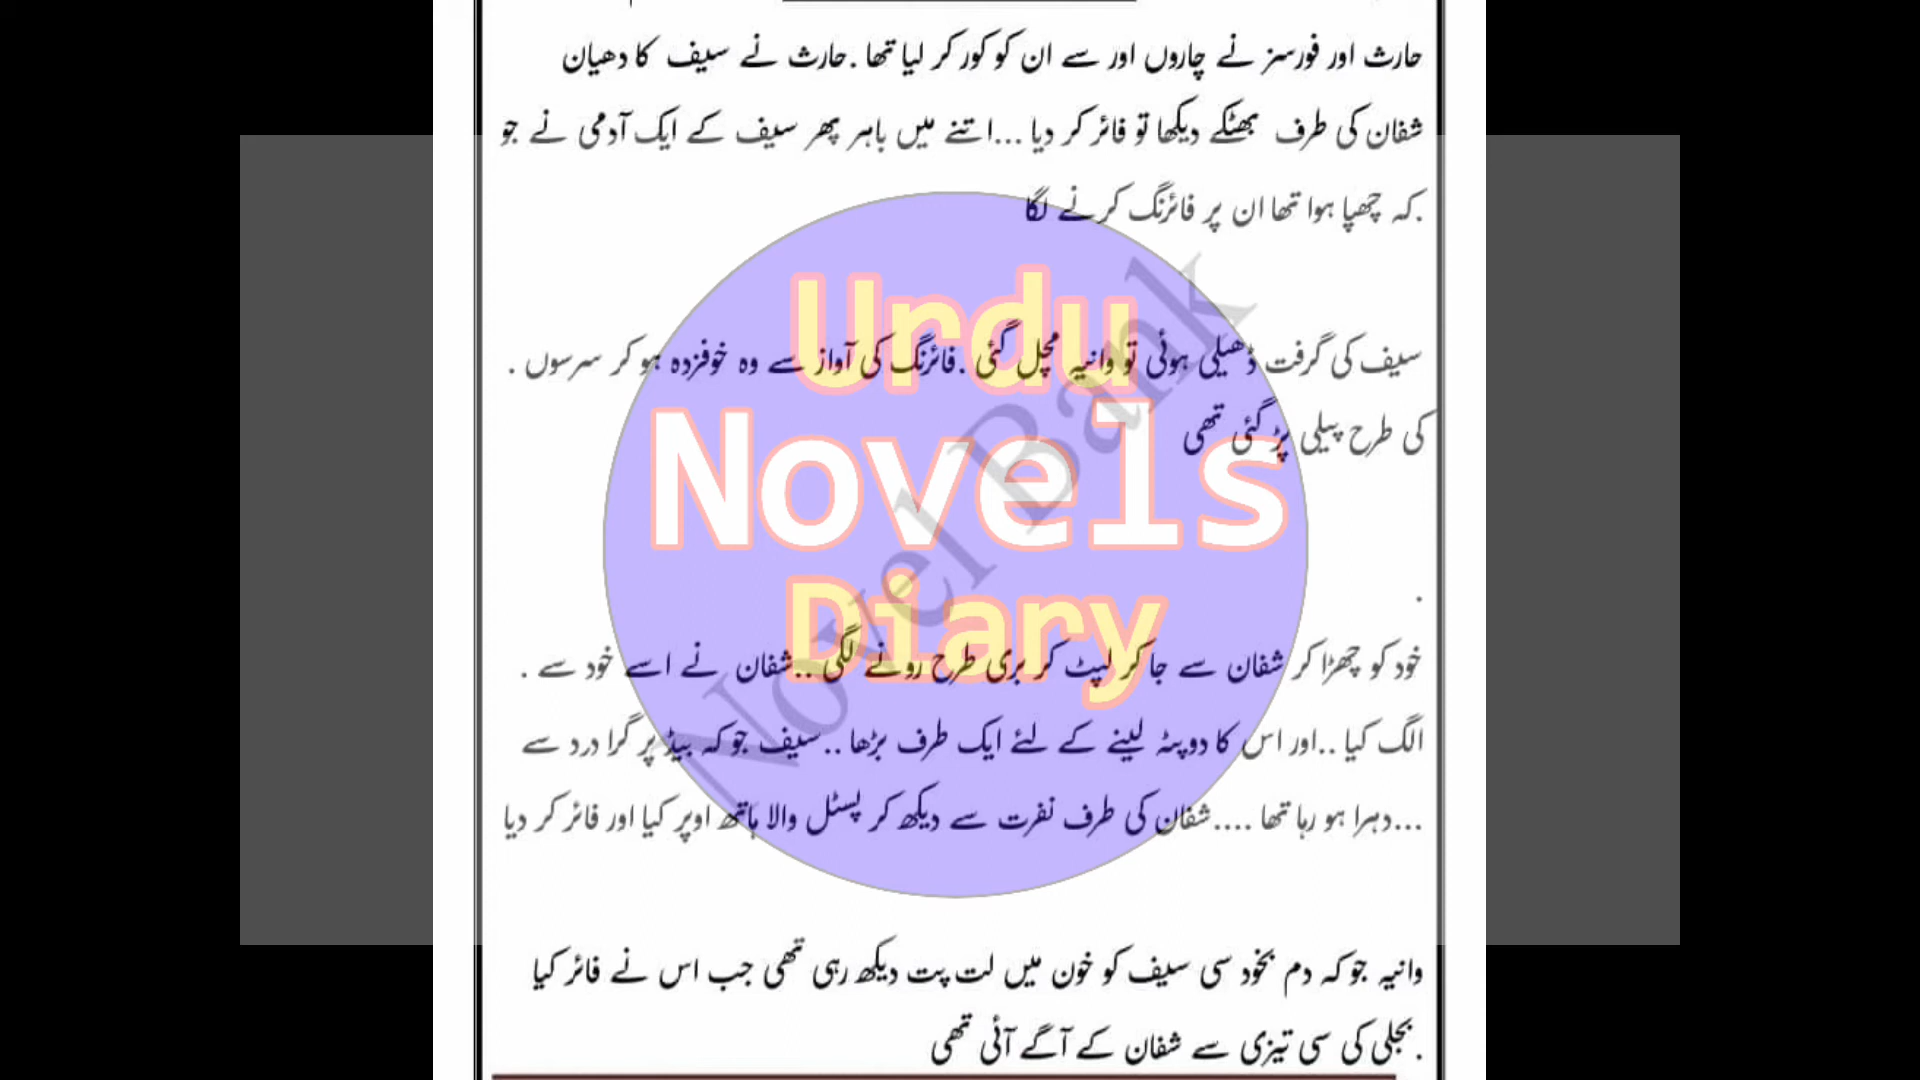 حارث اور فورسز نے چاروں اور سے ان کو کور کر لیا تھا .حارث نے سیف کا دھیان
شفان کی طرف بھٹکے دیکھا تو فائر کر دیا ...اتنے میں باہر پھر سیف کے ایک آدمی نے جو
.کہ چھپا ہوا تھا ان پر فائرنگ کرنے لگا
سیف کی گرفت ڈھیلی ہوئی تو وانیہ مچل گئی .فائرنگ کی آواز سے وہ خوفزدہ ہو کر سرسوں .
کی طرح پیلی پڑ گئی تھی
.
خود کو چھڑا کر شفان سے جا کر لپٹ کر بری طرح رونے لگی ..شفان نے اسے خود سے .
الگ کیا ..اور اس کا دوپٹہ لینے کے لئے ایک طرف بڑھا ..سیف جو کہ بیڈ پر گرا درد سے
...دہرا ہو رہا تھا ....شفان کی طرف نفرت سے دیکھ کر پسٹل والا ہاتھ اوپر کیا اور فائر کر دیا
وانیہ جو کہ دم بخود سی سیف کو خون میں لت پت دیکھ رہی تھی جب اس نے فائر کیا
.بجلی کی سی تیزی سے شفان کے آگے آئی تھی
Urdu
Novels
Diary
Novel Bank